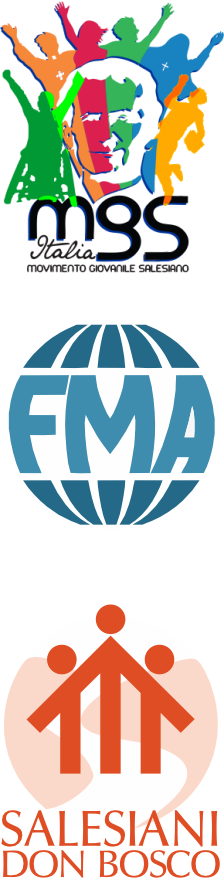 mgs
Italia
MOVIMENTO GIOVANILE SALESIANO
FMA
SALESIANI
DON BOSCO